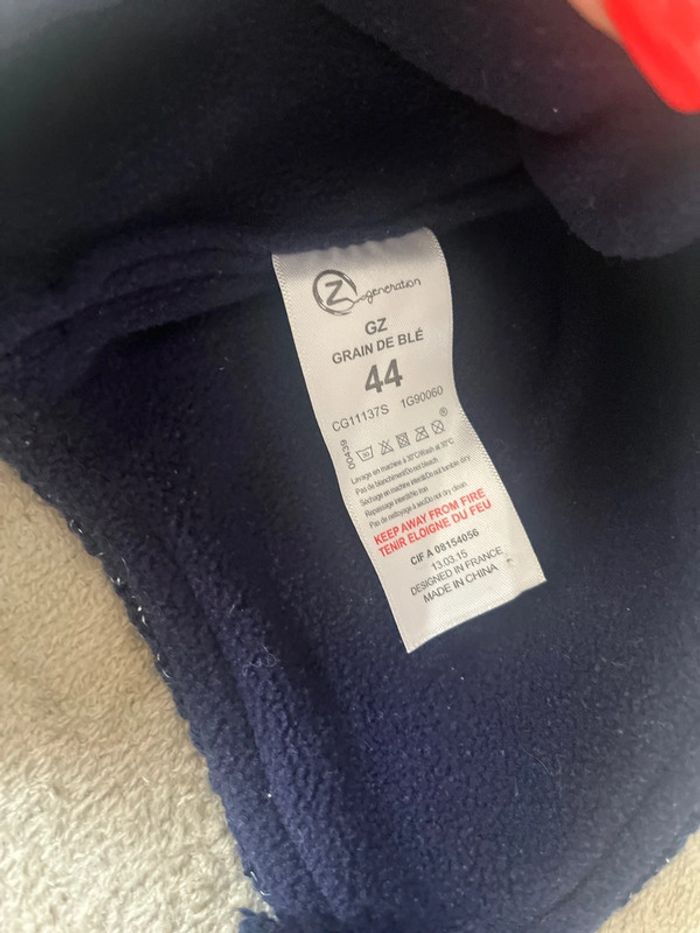 Z generation
GZ
GRAIN DE BLÉ
44
CG11137S 1G90060
00439
30
Lavage en machine à 30°C/Wash at 30°C
Pas de blanchiment/Do not bleach
Séchage en machine interdit/Do not tumble dry
Repassage interdit/No iron
Pas de nettoyage à sec/Do not dry clean
KEEP AWAY FROM FIRE
TENIR ELOIGNE DU FEU
CIF A 08154056
13.03.15
DESIGNED IN FRANCE
MADE IN CHINA